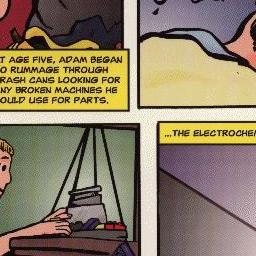 T AGE FIVE, ADAM BEGAN
O RUMMAGE THROUGH
RASH CANS LOOKING FOR
NY BROKEN MACHINES HE
OULD USE FOR PARTS.
...THE ELECTROCHE